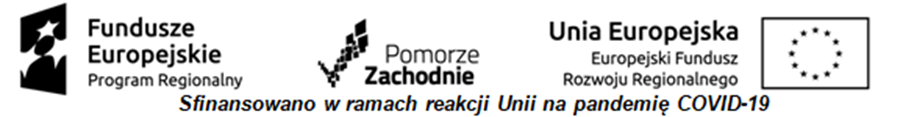 Fundusze
Europejskie
Program Regionalny
Pomorze
Zachodnie
Unia Europejska
Europejski Fundusz
Rozwoju Regionalnego
Sfinansowano w ramach reakcji Unii na pandemię COVID-19